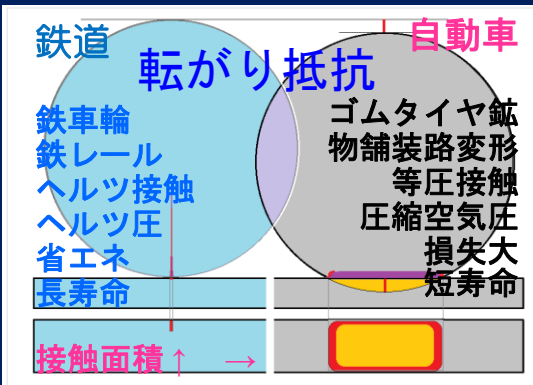 鉄道
自動車
転がり抵抗
鉄車輪
鉄レール
ヘルツ接触
ヘルツ圧
省エネ
長寿命
ゴムタイヤ鉱
物舗装路変形
等圧接触
圧縮空気圧
損失大
短寿命
接触面積↑ →